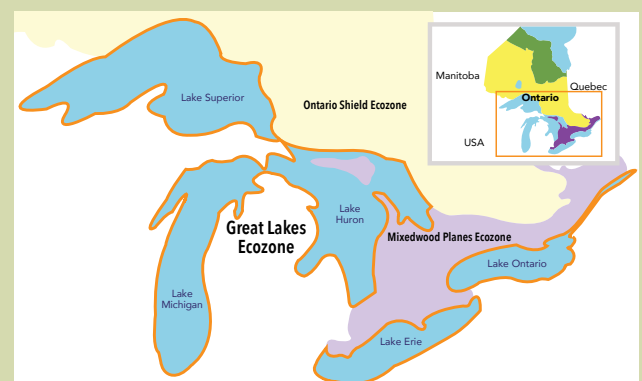 Lake Superior
Ontario Shield Ecozone
Manitoba
Quebec
Ontario
USA
Great Lakes
Ecozone
Lake
Huron
Mixedwood Planes Ecozone
Lake Ontario
Lake
Michigan
Lake Erie